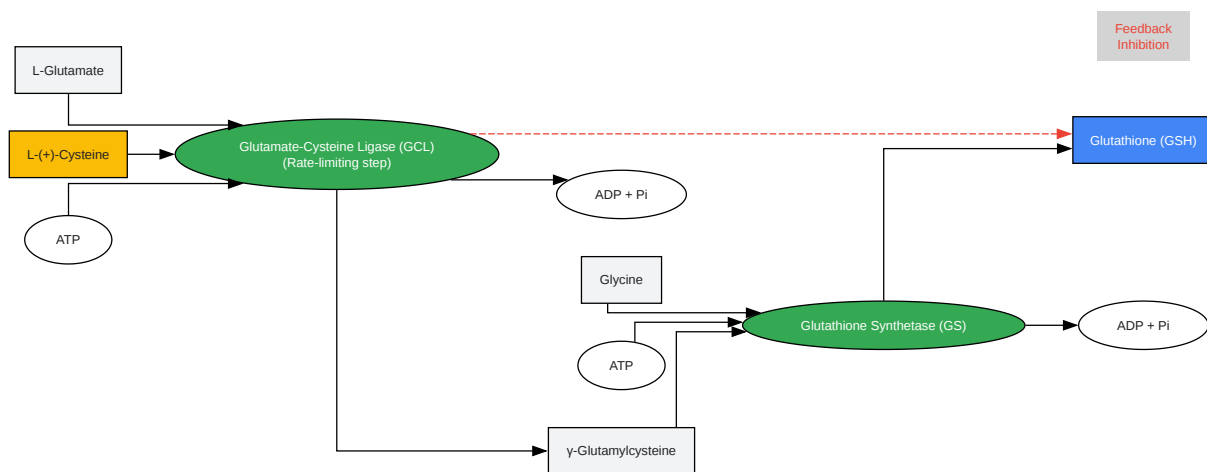 Feedback
Inhibition
L-Glutamate
L-(+)-Cysteine
Glutamate-Cysteine Ligase (GCL)
(Rate-limiting step)
Glutathione (GSH)
ADP + Pi
ATP
Glycine
Glutathione Synthetase (GS)
ADP + Pi
ATP
γ-Glutamylcysteine